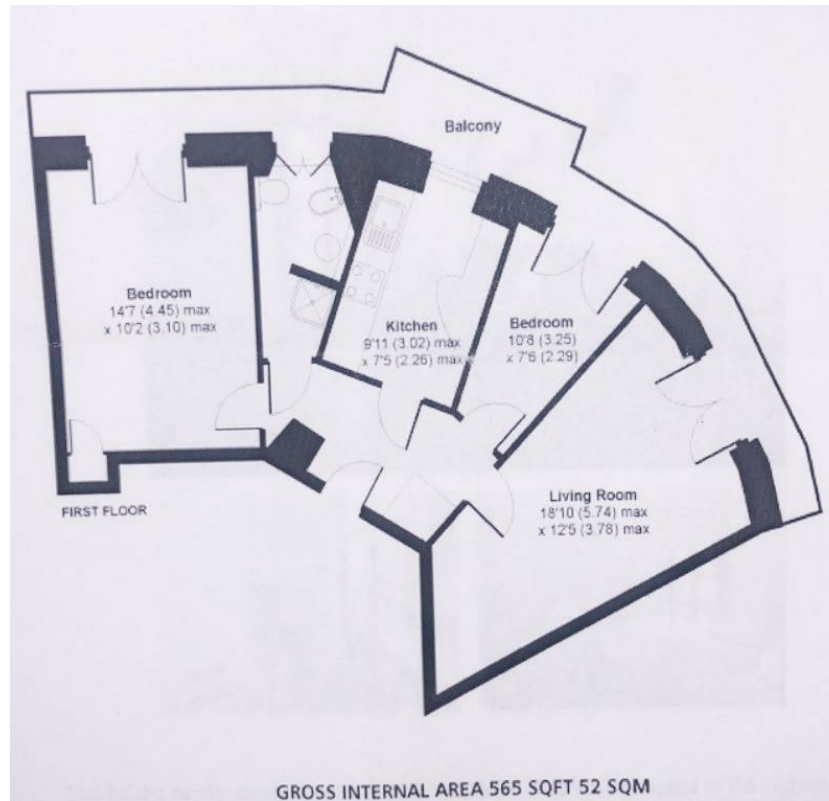 Balcony
Bedroom
14'7 (4.45) max
x 10'2 (3.10) max
Kitchen
9'11 (3.02) max
x 7'5 (2.26) max
Bedroom
10'8 (3.25)
x 7'6 (2.29)
Living Room
18'10 (5.74) max
x 12'5 (3.78) max
FIRST FLOOR
GROSS INTERNAL AREA 565 SQFT 52 SQM